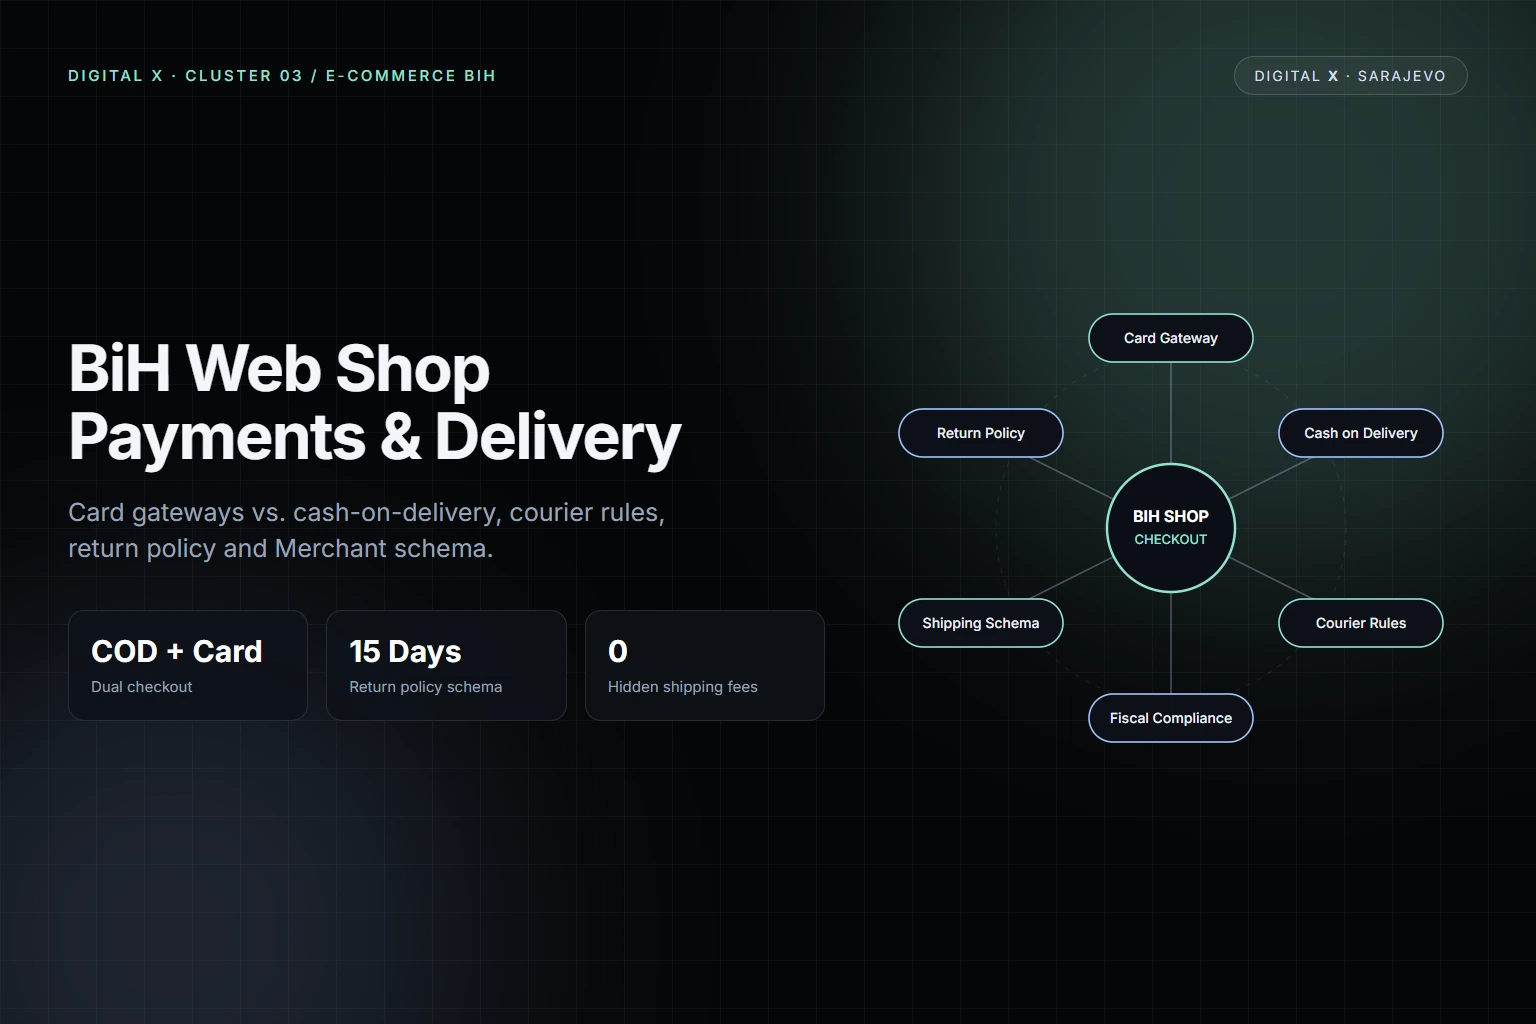 DIGITAL X · CLUSTER 03 / E-COMMERCE BIH
DIGITAL X · SARAJEVO
BiH Web Shop
Payments & Delivery
Card gateways vs. cash-on-delivery, courier rules,
return policy and Merchant schema.
COD + Card
Dual checkout
15 Days
Return policy schema
0
Hidden shipping fees
Card Gateway
Return Policy
Cash on Delivery
BIH SHOP
CHECKOUT
Shipping Schema
Courier Rules
Fiscal Compliance